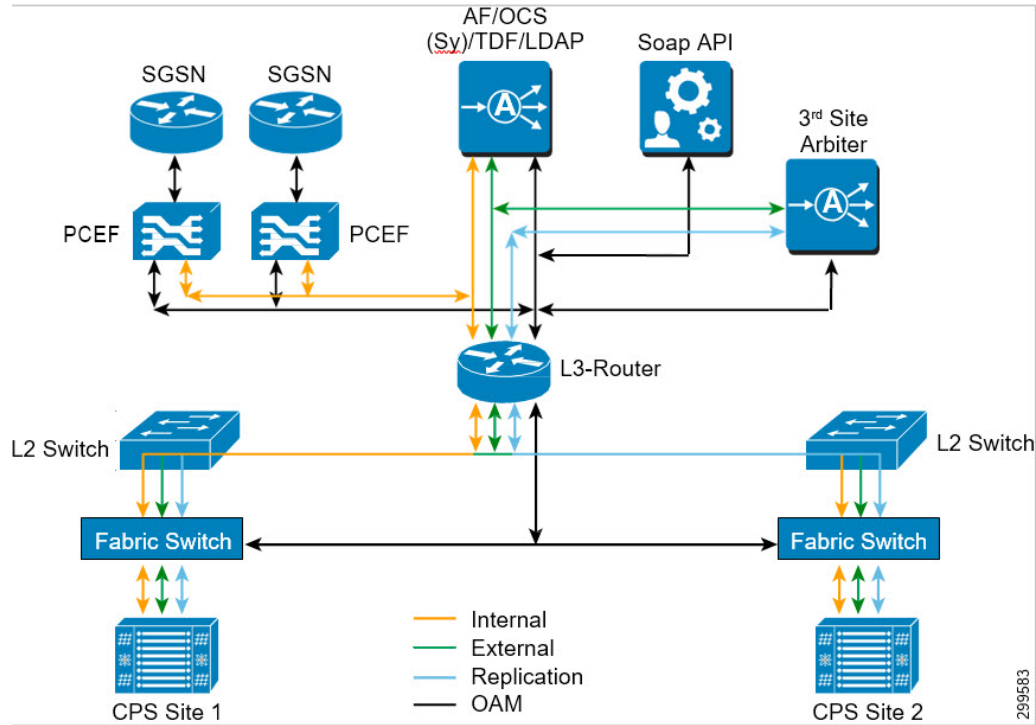 AF/OCS
(Sy)/TDF/LDAP
Soap API
SGSN
SGSN
3rd Site
Arbiter
A
A
PCEF
PCEF
L3-Router
L2 Switch
L2 Switch
Fabric Switch
Fabric Switch
Internal
External
Replication
OAM
CPS Site 1
CPS Site 2
299583